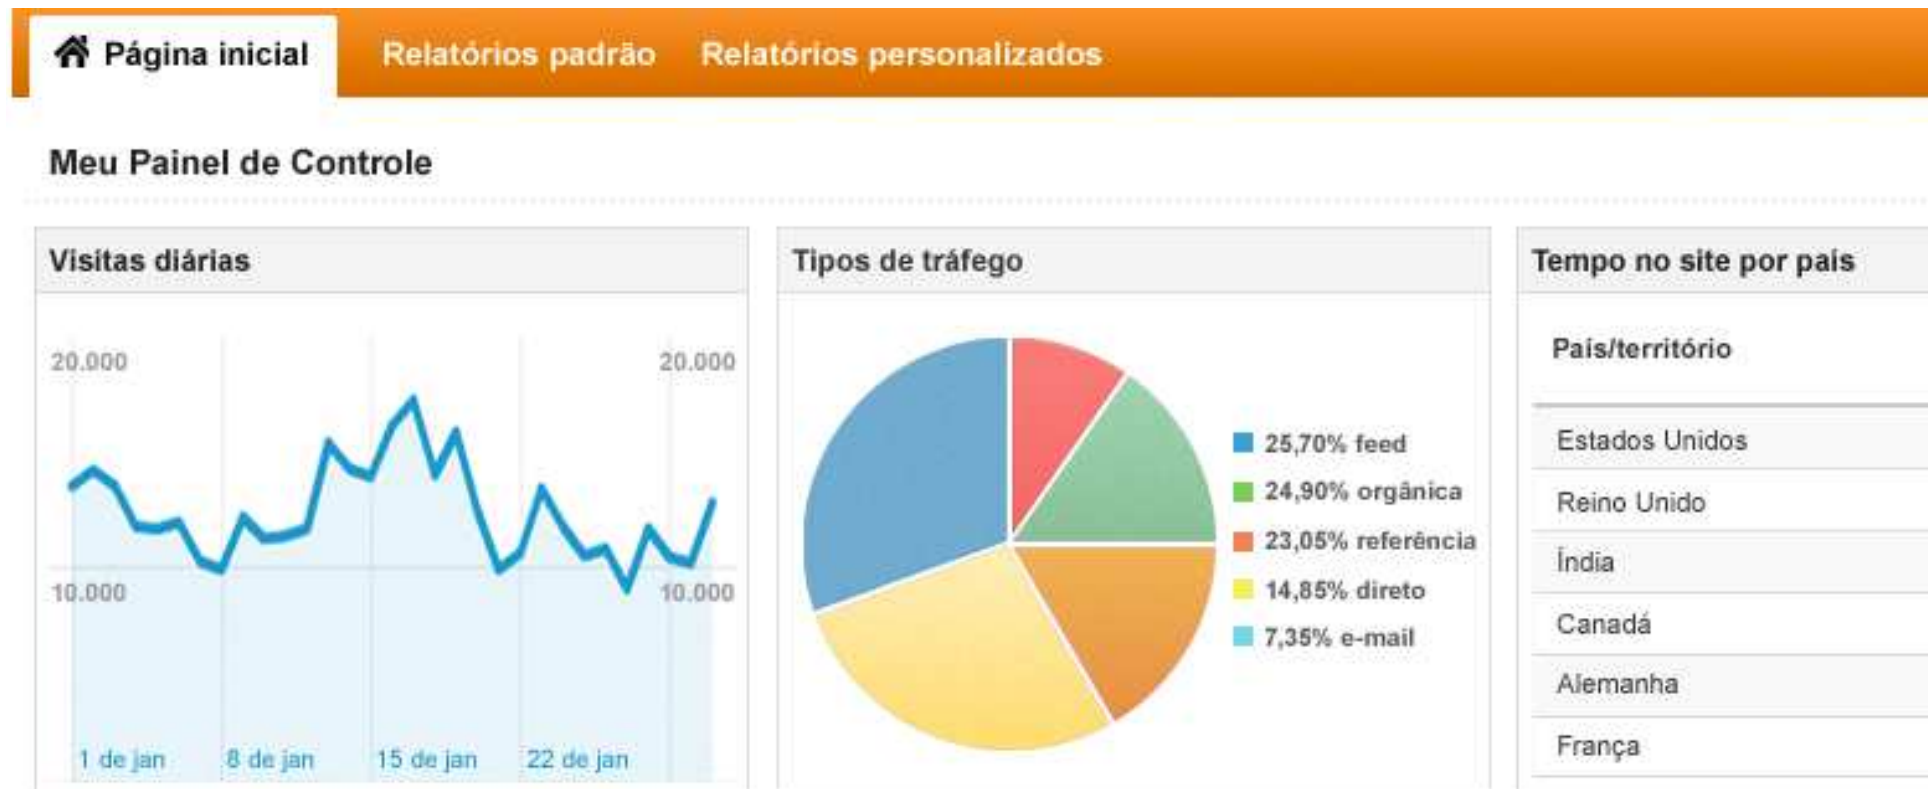 Página inicial
Relatórios padrão
Relatórios personalizados
Meu Painel de Controle
Visitas diárias
20.000
20.000
10.000
10.000
1 de jan
8 de jan
15 de jan
22 de jan
Tipos de tráfego
25,70% feed
24,90% orgânica
23,05% referência
14,85% direto
7,35% e-mail
Tempo no site por país
País/território
Estados Unidos
Reino Unido
Índia
Canadá
Alemanha
França